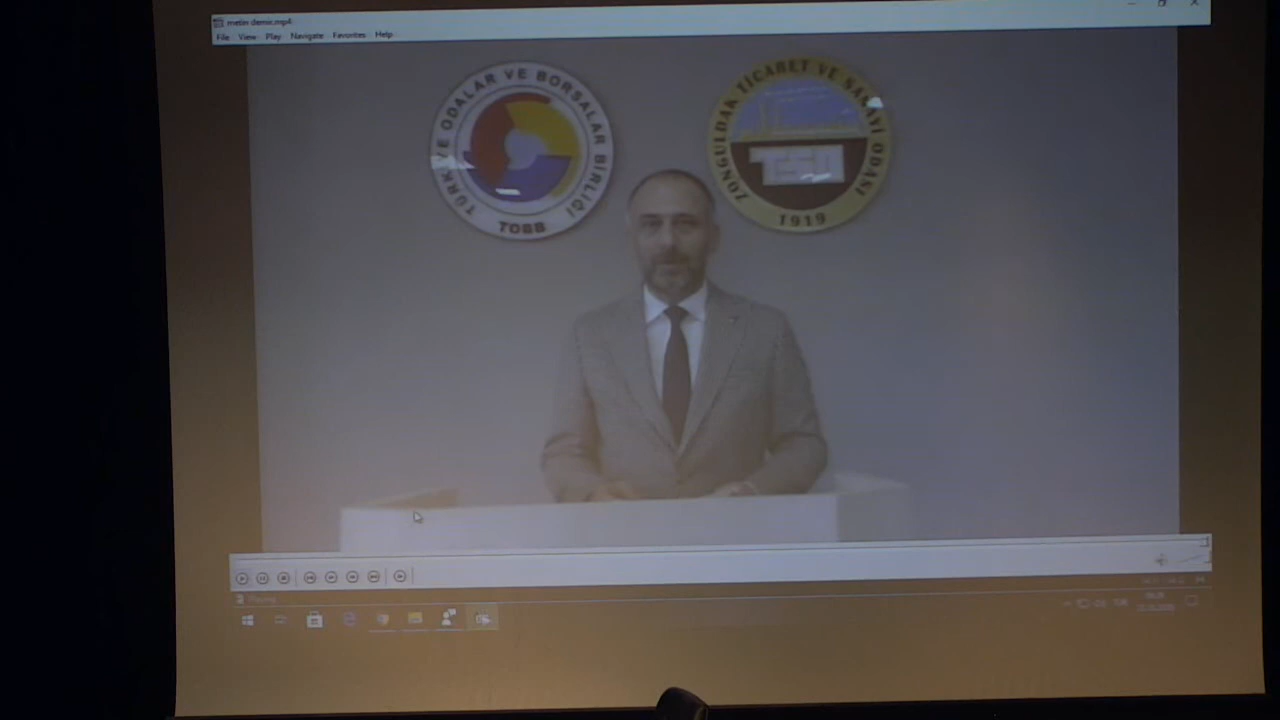 metin demir.mp4
File View Play Navigate Favorites Help
TÜRKİYE ODALAR VE BORSALAR BİRLİĞİ
TOBB
ZONGULDAK TİCARET VE SANAYİ ODASI
1919